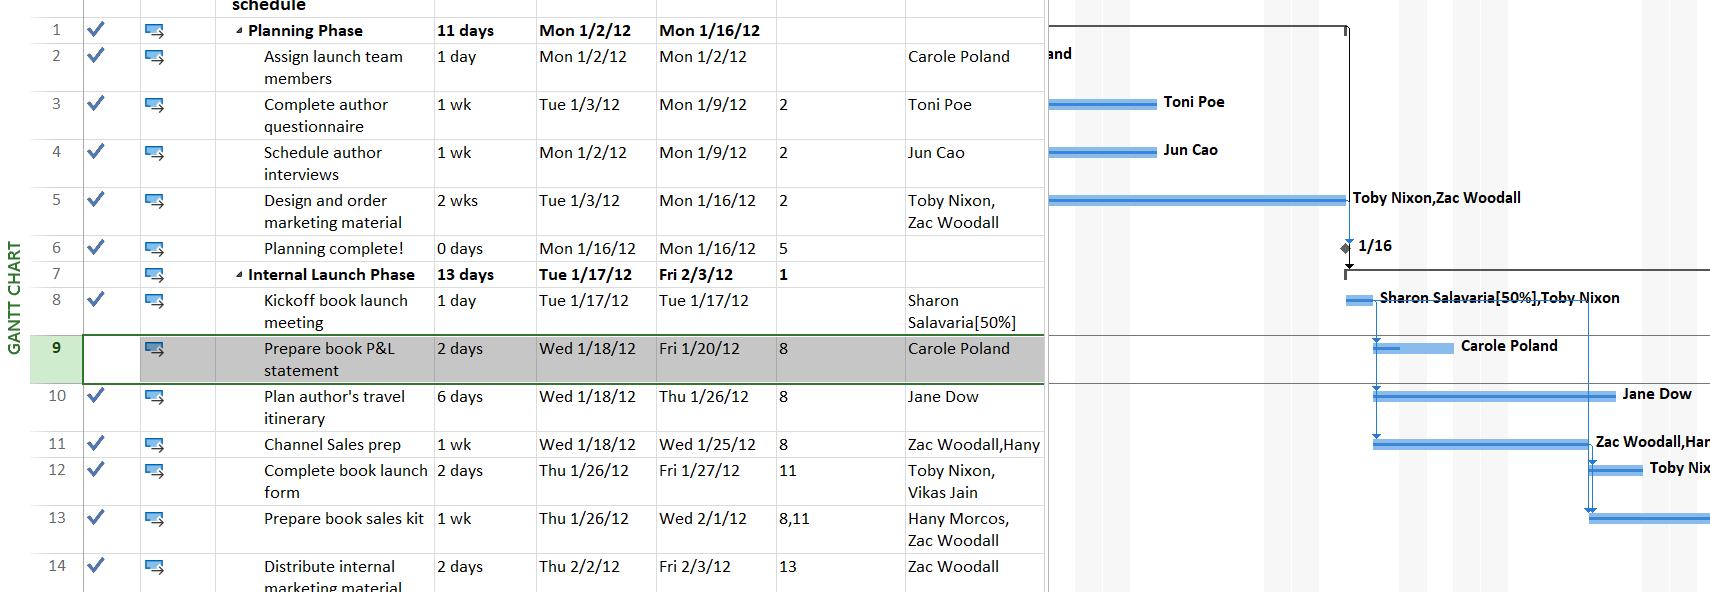 schedule
1 Planning Phase 11 days Mon 1/2/12 Mon 1/16/12
2 Assign launch team 1 day Mon 1/2/12 Mon 1/2/12 Carole Poland and
members
3 Complete author 1 wk Tue 1/3/12 Mon 1/9/12 2 Toni Poe Toni Poe
questionnaire
4 Schedule author 1 wk Mon 1/2/12 Mon 1/9/12 2 Jun Cao Jun Cao
interviews
5 Design and order 2 wks Tue 1/3/12 Mon 1/16/12 2 Toby Nixon, Toby Nixon,Zac Woodall
marketing material Zac Woodall
6 Planning complete! 0 days Mon 1/16/12 Mon 1/16/12 5 1/16
7 Internal Launch Phase 13 days Tue 1/17/12 Fri 2/3/12 1
8 Kickoff book launch 1 day Tue 1/17/12 Tue 1/17/12 Sharon Sharon Salavaria[50%],Toby Nixon
meeting Salavaria[50%]
GANTT CHART
9 Prepare book P&L 2 days Wed 1/18/12 Fri 1/20/12 8 Carole Poland Carole Poland
statement
10 Plan author's travel 6 days Wed 1/18/12 Thu 1/26/12 8 Jane Dow Jane Dow
itinerary
11 Channel Sales prep 1 wk Wed 1/18/12 Wed 1/25/12 8 Zac Woodall,Hany Zac Woodall,Han
12 Complete book launch 2 days Thu 1/26/12 Fri 1/27/12 11 Toby Nixon, Toby Nix
form Vikas Jain
13 Prepare book sales kit 1 wk Thu 1/26/12 Wed 2/1/12 8,11 Hany Morcos,
Zac Woodall
14 Distribute internal 2 days Thu 2/2/12 Fri 2/3/12 13 Zac Woodall
marketing material